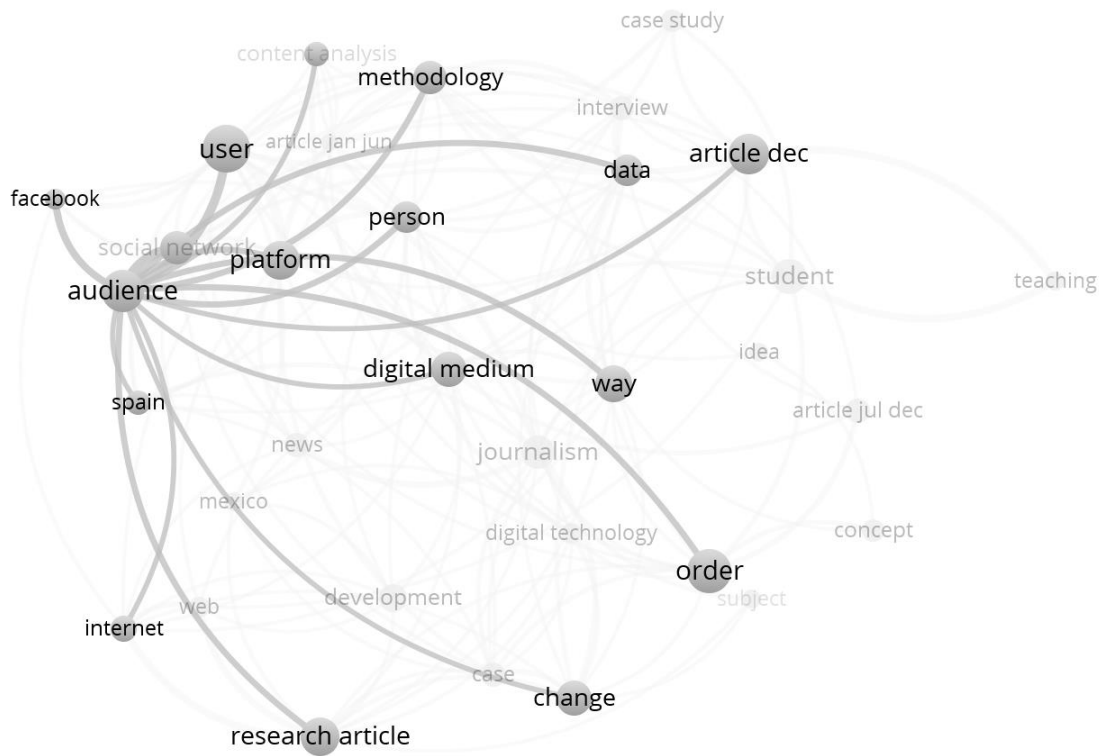 case study
content analysis
methodology
interview
article jan jun
user
article dec
data
facebook
person
social network
platform
student
teaching
audience
idea
digital medium
way
spain
article jul dec
news
journalism
mexico
digital technology
concept
order
development
subject
web
internet
case
change
research article